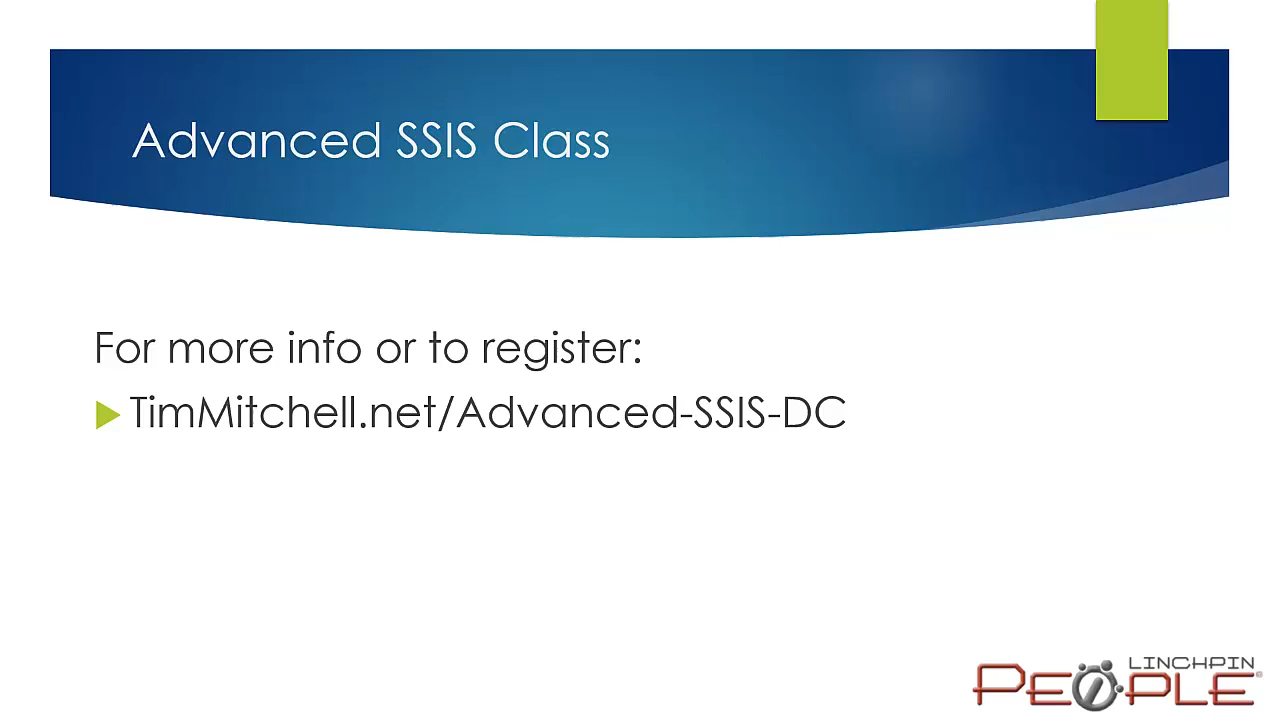 Advanced SSIS Class
For more info or to register:
TimMitchell.net/Advanced-SSIS-DC
LINCHPIN
PEOPLE